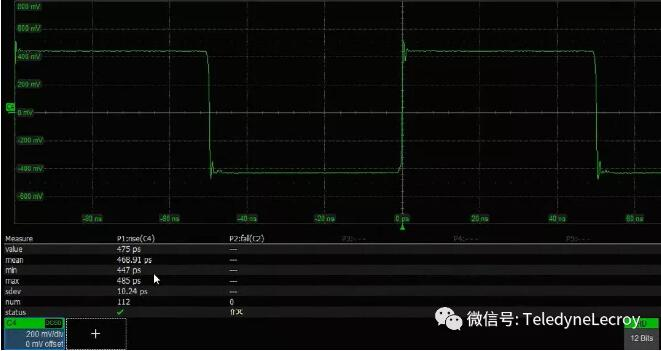 800 mV
600 mV
400 mV
200 mV
0 mV
-200 mV
-400 mV
-600 mV
C4
-80 ns
-60 ns
-40 ns
-20 ns
0 ps
20 ns
40 ns
60 ns
Measure P1:rise(C4) P2:fall(C2) P3:--- P4:--- P5:---
value 475 ps ---
mean 468.91 ps ---
min 447 ps ---
max 485 ps ---
sdev 10.24 ps ---
num 112 0
status
C4 DC50
200 mV/div
0 mV offset
+
微信号: TeledyneLecroy
12 Bits